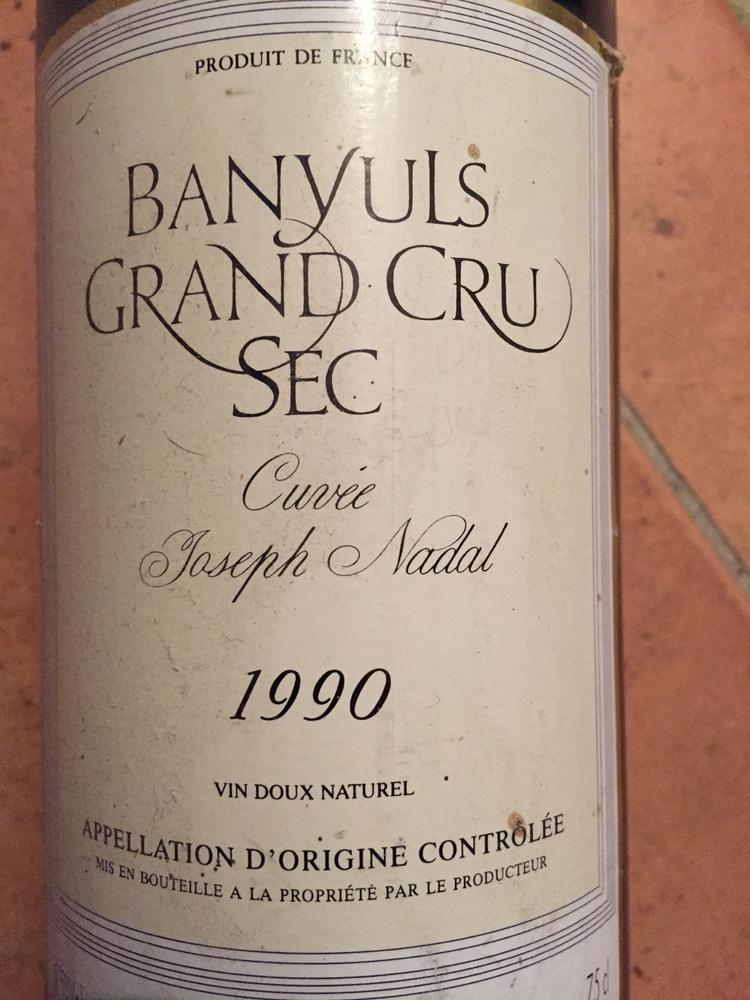 PRODUIT DE FRANCE
BANYULS
GRAND CRU
SEC
Cuvée
Joseph Nadal
1990
VIN DOUX NATUREL
APPELLATION D'ORIGINE CONTRÔLÉE
MIS EN BOUTEILLE A LA PROPRIÉTÉ PAR LE PRODUCTEUR
75cl